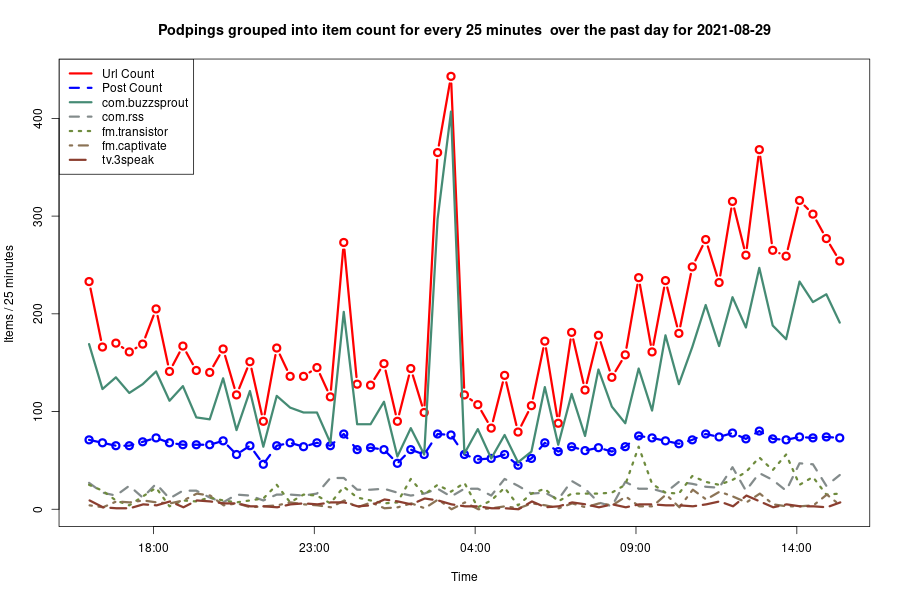 Podpings grouped into item count for every 25 minutes  over the past day for 2021-08-29
Url Count
Post Count
com.buzzsprout
com.rss
fm.transistor
fm.captivate
tv.3speak
Items / 25 minutes
400
300
200
100
0
18:00
23:00
04:00
09:00
14:00
Time